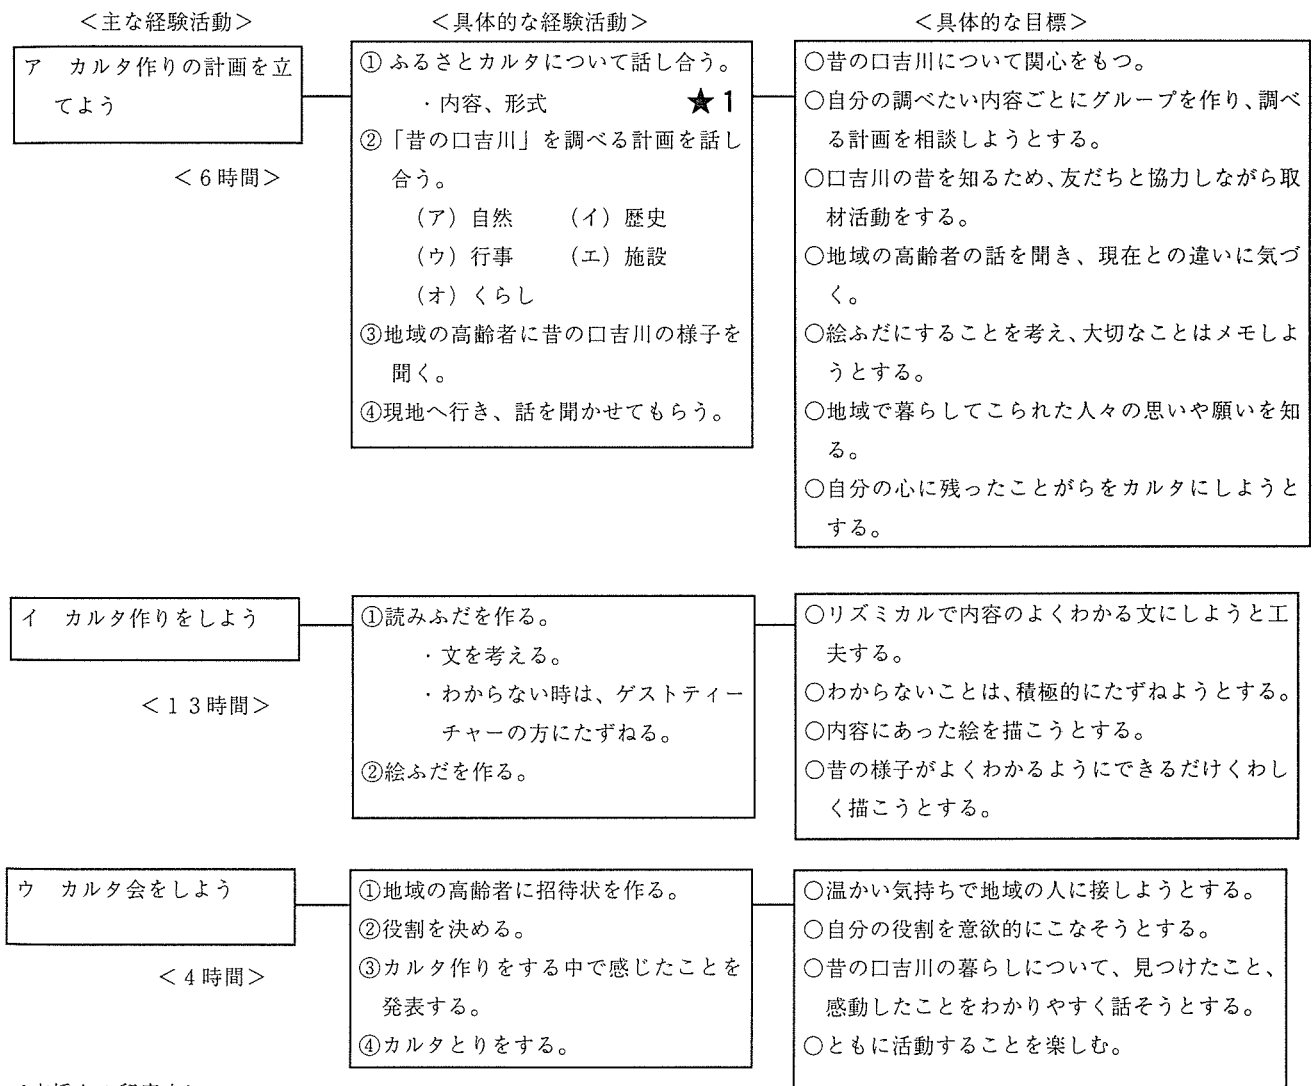 ＜主な経験活動＞
＜具体的な経験活動＞
＜具体的な目標＞
ア　カルタ作りの計画を立
てよう
＜6時間＞
① ふるさとカルタについて話し合う。
・内容、形式　★1
②「昔の口吉川」を調べる計画を話し
合う。
（ア）自然　（イ）歴史
（ウ）行事　（エ）施設
（オ）くらし
③地域の高齢者に昔の口吉川の様子を
聞く。
④現地へ行き、話を聞かせてもらう。
○昔の口吉川について関心をもつ。
○自分の調べたい内容ごとにグループを作り、調べ
る計画を相談しようとする。
○口吉川の昔を知るため、友だちと協力しながら取
材活動をする。
○地域の高齢者の話を聞き、現在との違いに気づ
く。
○絵ふだにすることを考え、大切なことはメモしよ
うとする。
○地域で暮らしてこられた人々の思いや願いを知
る。
○自分の心に残ったことがらをカルタにしようと
する。
イ　カルタ作りをしよう
＜13時間＞
①読みふだを作る。
・文を考える。
・わからない時は、ゲストティー
チャーの方にたずねる。
②絵ふだを作る。
○リズミカルで内容のよくわかる文にしようと工
夫する。
○わからないことは、積極的にたずねようとする。
○内容にあった絵を描こうとする。
○昔の様子がよくわかるようにできるだけくわし
く描こうとする。
ウ　カルタ会をしよう
＜4時間＞
①地域の高齢者に招待状を作る。
②役割を決める。
③カルタ作りをする中で感じたことを
発表する。
④カルタとりをする。
○温かい気持ちで地域の人に接しようとする。
○自分の役割を意欲的にこなそうとする。
○昔の口吉川の暮らしについて、見つけたこと、
感動したことをわかりやすく話そうとする。
○ともに活動することを楽しむ。